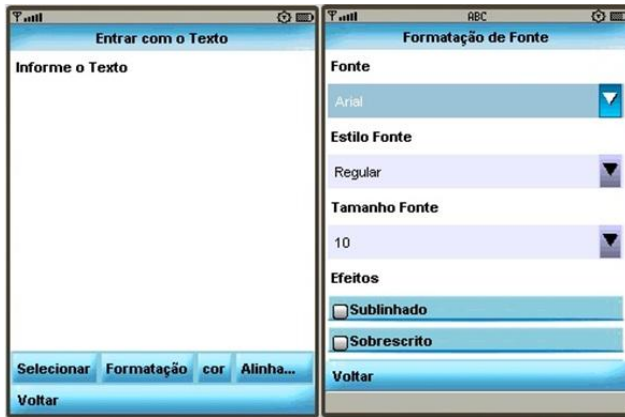 Entrar com o Texto
Informe o Texto
Selecionar Formatação cor Alinha...
Voltar
ABC
Formatação de Fonte
Fonte
Arial
Estilo Fonte
Regular
Tamanho Fonte
10
Efeitos
Sublinhado
Sobrescrito
Voltar